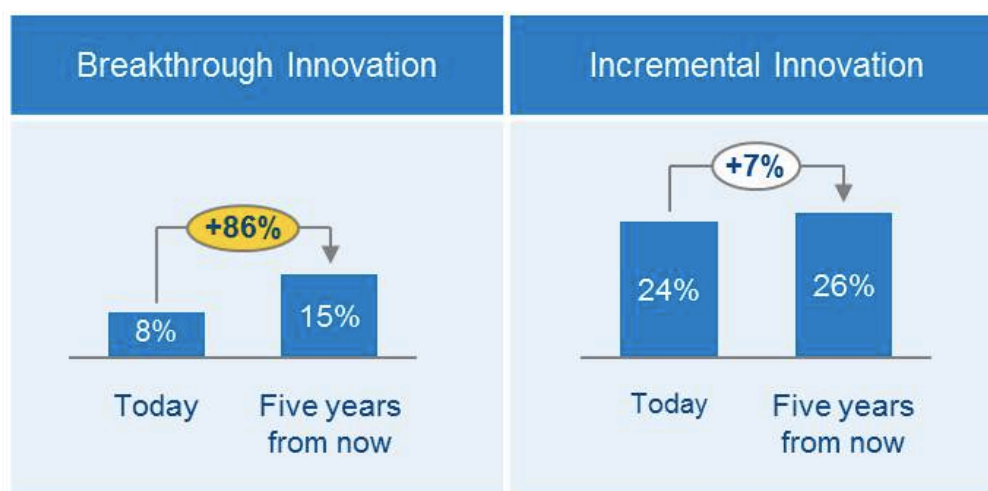 Breakthrough Innovation
+86%
8%
15%
Today
Five years
from now
Incremental Innovation
+7%
24%
26%
Today
Five years
from now